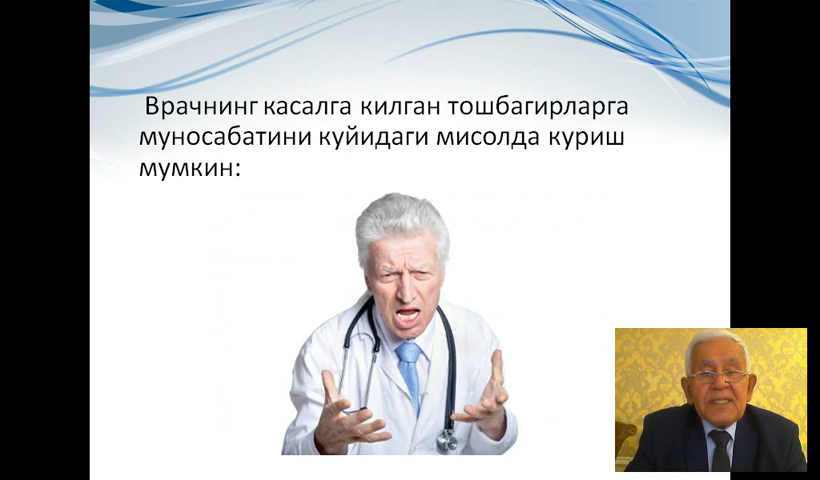 Врачнинг касалга килган тошбагирларга
муносабатини куйидаги мисолда куриш
мумкин: